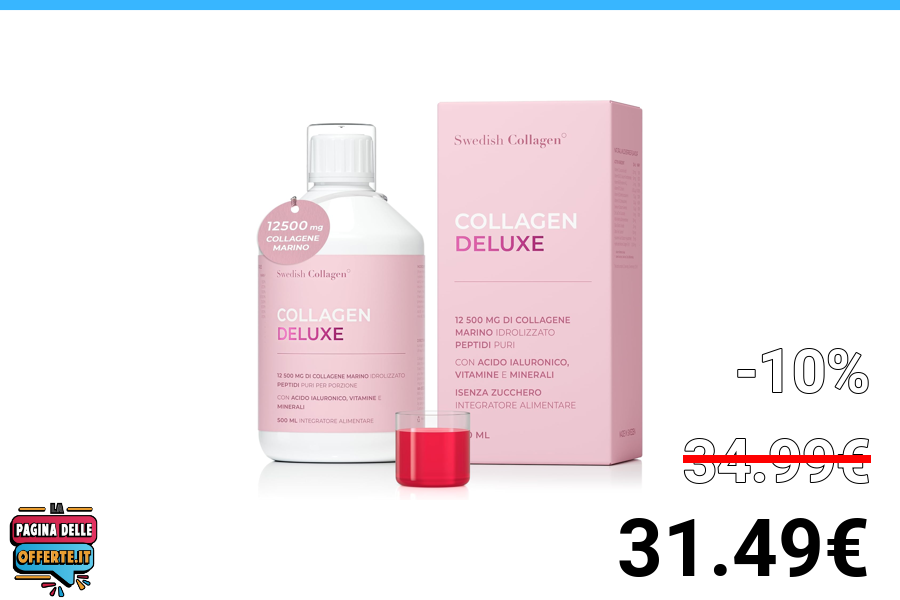 12500 mg
COLLAGENE
MARINO
Swedish Collagen
COLLAGEN
DELUXE
12 500 MG DI COLLAGENE MARINO IDROLIZZATO
PEPTIDI PURI PER PORZIONE
CON ACIDO IALURONICO, VITAMINE E
MINERALI
500 ML INTEGRATORE ALIMENTARE
Swedish Collagen
COLLAGEN
DELUXE
12 500 MG DI COLLAGENE
MARINO IDROLIZZATO
PEPTIDI PURI
CON ACIDO IALURONICO,
VITAMINE E MINERALI
ISENZA ZUCCHERO
INTEGRATORE ALIMENTARE
ML
-10%
34.99€
31.49€
LA
PAGINA DELLE
OFFERTE.IT